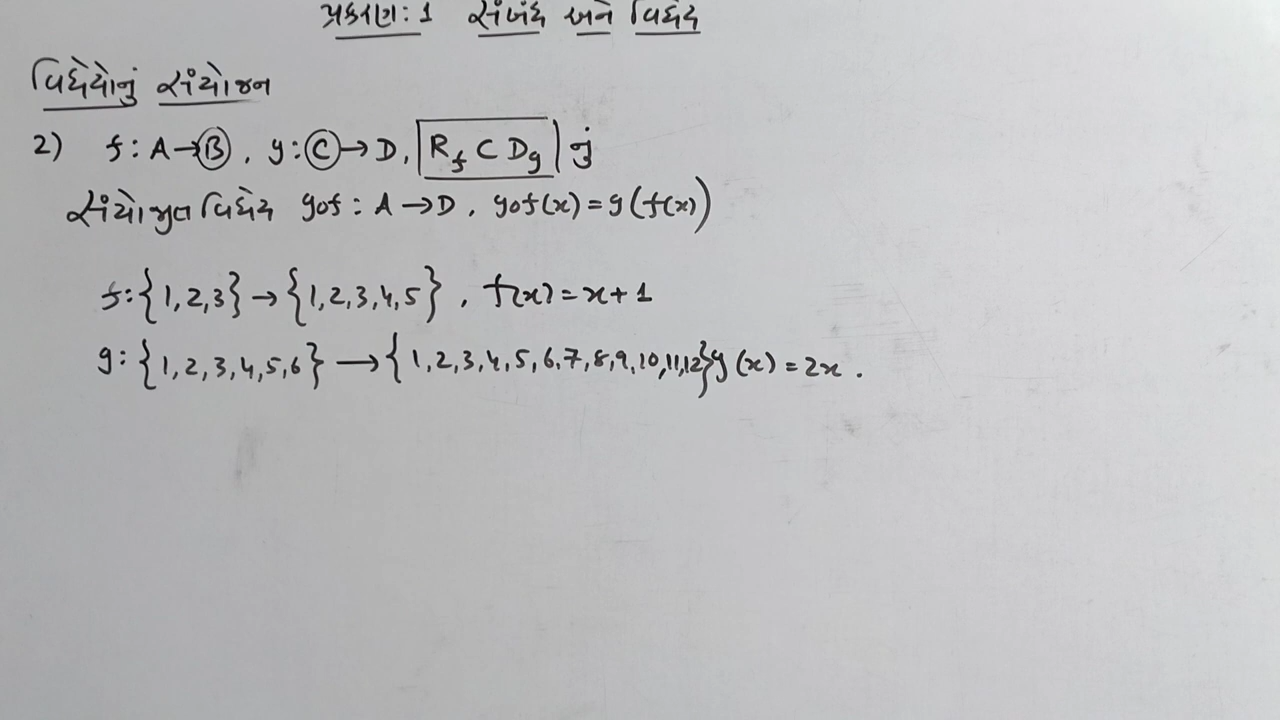 પ્રકરણ: 1 સંબંધ અને વિધેય
વિધેયોનું સંયોજન
2) f: A→B, g: C→D, R_f ⊂ D_g નું
સંયોજીત વિધેય gof: A→D, gof(x) = g(f(x))
f: {1,2,3} → {1,2,3,4,5}, f(x) = x+1
g: {1,2,3,4,5,6} → {1,2,3,4,5,6,7,8,9,10,11,12} g(x) = 2x.